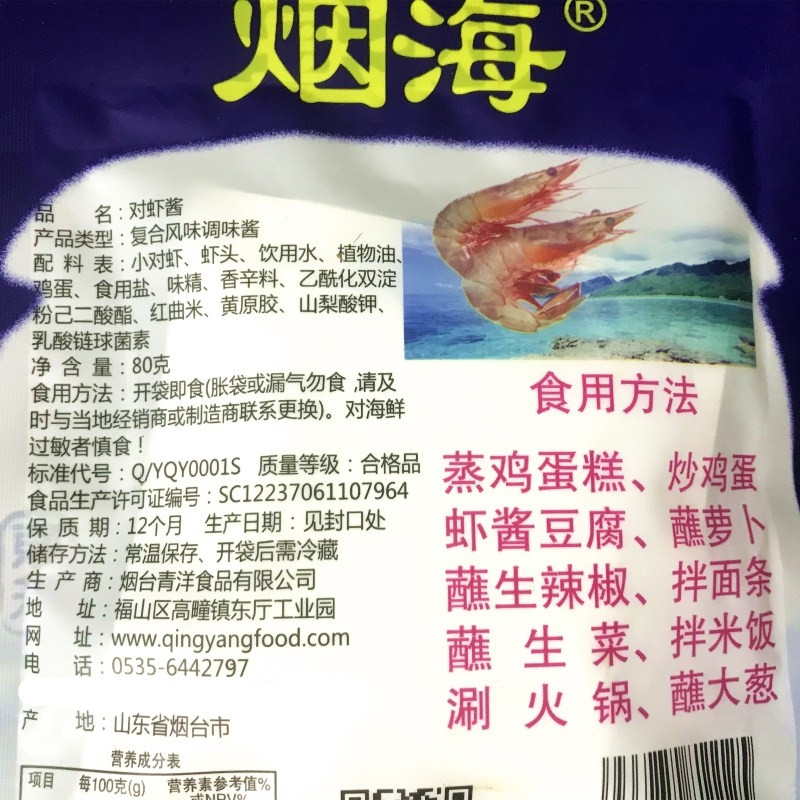 烟海®
品 名：对虾酱
产品类型：复合风味调味酱
配 料 表：小对虾、虾头、饮用水、植物油、
鸡蛋、食用盐、味精、香辛料、乙酰化双淀
粉己二酸酯、红曲米、黄原胶、山梨酸钾、
乳酸链球菌素
净 含 量：80克
食用方法：开袋即食(胀袋或漏气勿食,请及
时与当地经销商或制造商联系更换)。对海鲜
过敏者慎食！
标准代号：Q/YQY0001S 质量等级：合格品
食品生产许可证编号：SC12237061107964
保 质 期：12个月 生产日期：见封口处
储存方法：常温保存、开袋后需冷藏
生 产 商：烟台青洋食品有限公司
地 址：福山区高疃镇东厅工业园
网 址：www.qingyangfood.com
电 话：0535-6442797
产 地：山东省烟台市
营养成分表
项目 每100克(g) 营养素参考值%
或NRV%
食用方法
蒸鸡蛋糕、炒鸡蛋
虾酱豆腐、蘸萝卜
蘸生辣椒、拌面条
蘸生菜、拌米饭
涮火锅、蘸大葱